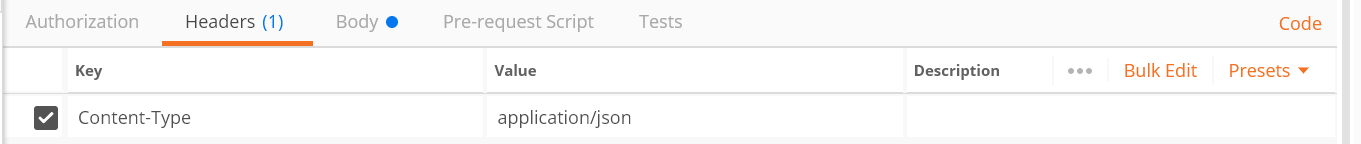 Authorization Headers (1) Body Pre-request Script Tests Code
Key Value Description ••• Bulk Edit Presets
Content-Type application/json